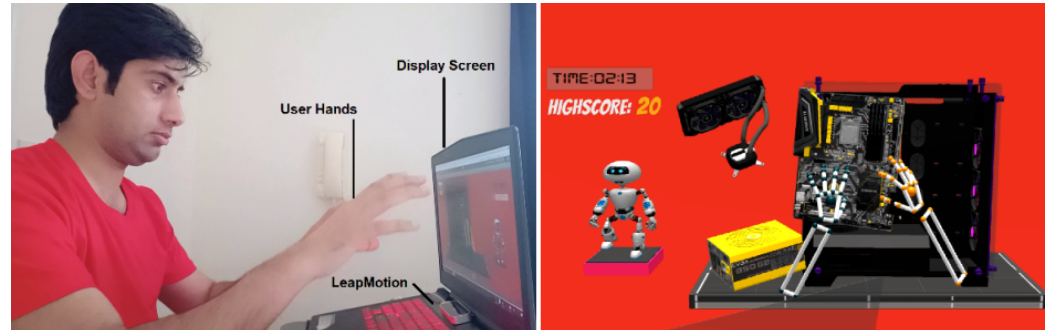 Display Screen
User Hands
LeapMotion
TIME:02:13
HIGHSCORE: 20